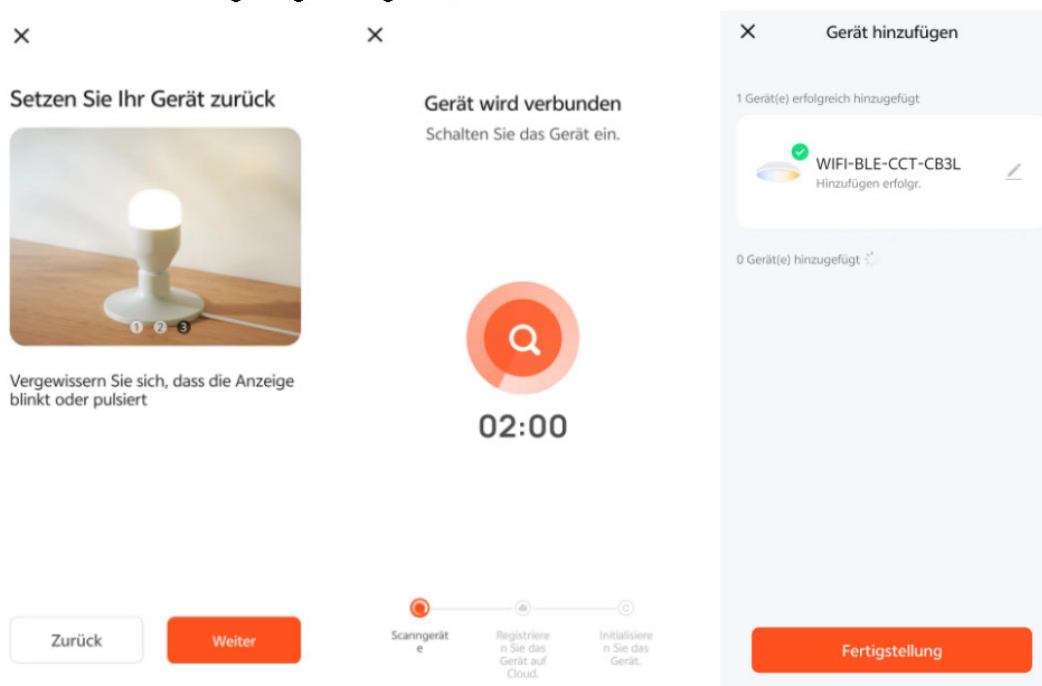 Setzen Sie Ihr Gerät zurück
1 2 3
Vergewissern Sie sich, dass die Anzeige
blinkt oder pulsiert
Zurück
Weiter
Gerät wird verbunden
Schalten Sie das Gerät ein.
02:00
Scanngerät
e
Registriere
n Sie das
Gerät auf
Cloud.
Initialisiere
n Sie das
Gerät.
Gerät hinzufügen
1 Gerät(e) erfolgreich hinzugefügt
WIFI-BLE-CCT-CB3L
Hinzufügen erfolgr.
0 Gerät(e) hinzugefügt
Fertigstellung